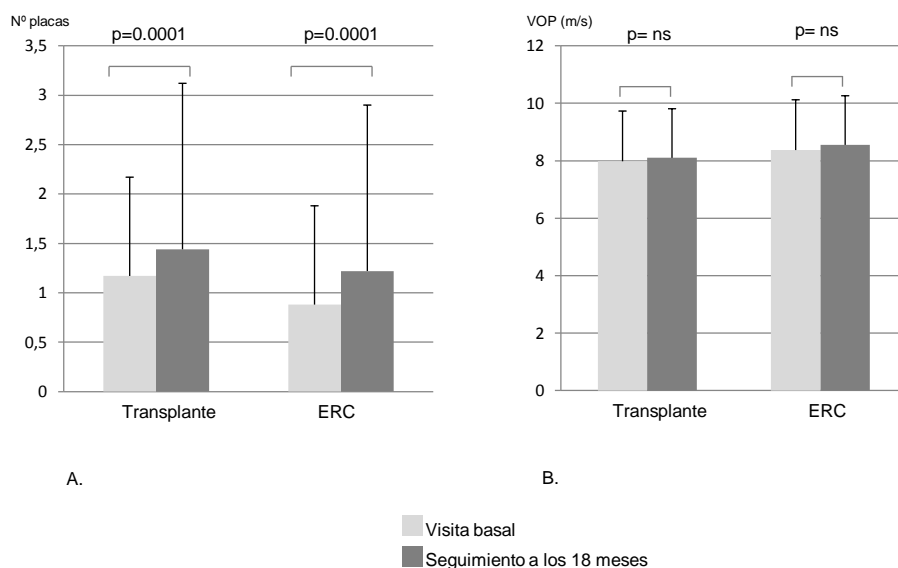 Nº placas
p=0.0001
p=0.0001
3,5
3
2,5
2
1,5
1
0,5
0
Transplante
ERC
A.
VOP (m/s)
p= ns
p= ns
12
10
8
6
4
2
0
Transplante
ERC
B.
Visita basal
Seguimiento a los 18 meses